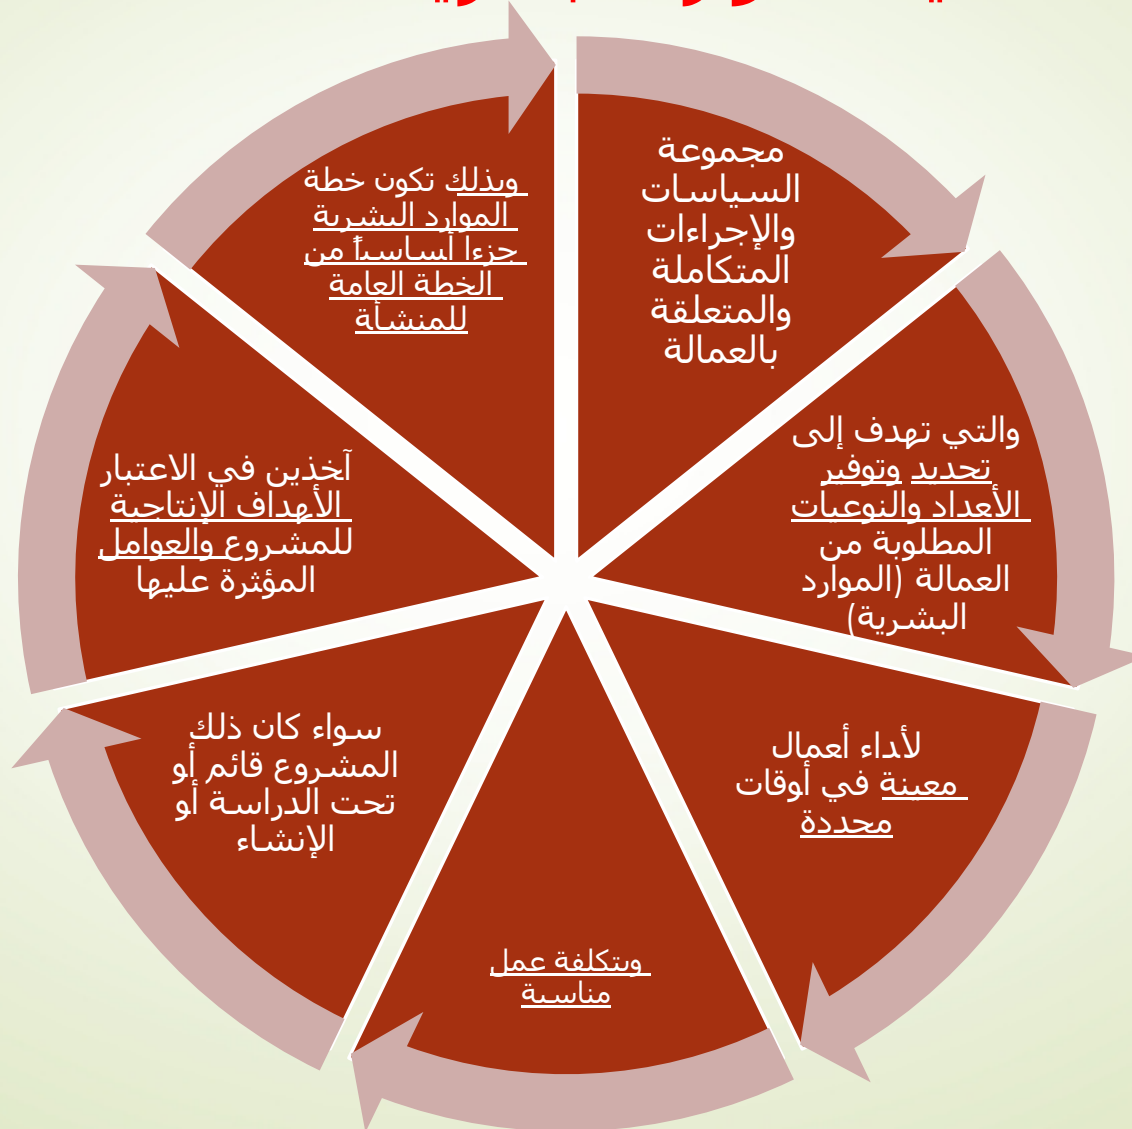 مجموعة
السياسات
والإجراءات
المتكاملة
والمتعلقة
بالعمالة
والتي تهدف إلى
تحديد وتوفير
الأعداد والنوعيات
المطلوبة من
العمالة (الموارد
البشرية)
لأداء أعمال
معينة في أوقات
محددة
وبتكلفة عمل
مناسبة
سواء كان ذلك
المشروع قائم أو
تحت الدراسة أو
الإنشاء
آخذين في الاعتبار
الأهداف الإنتاجية
للمشروع والعوامل
المؤثرة عليها
وبذلك تكون خطة
الموارد البشرية
جزءا أساسياً من
الخطة العامة
للمنشأة